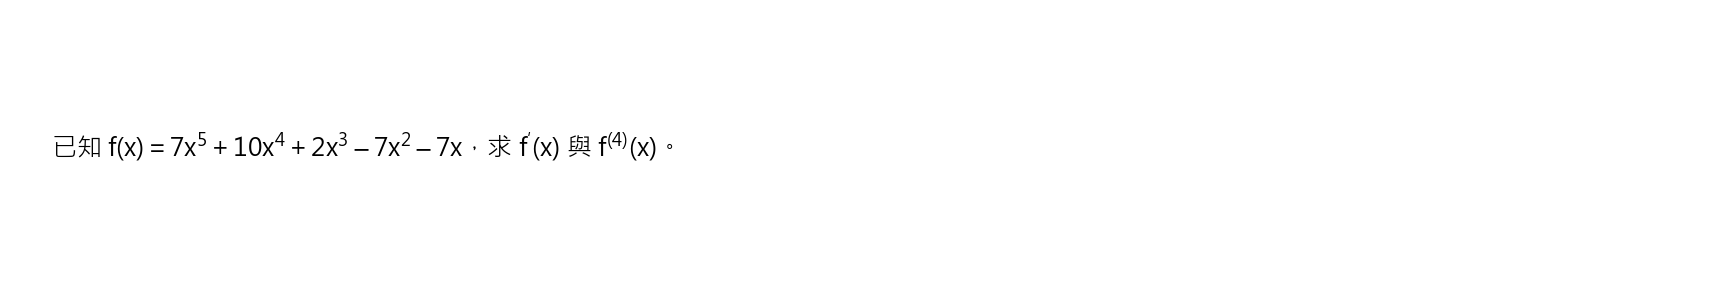 已知 f(x) = 7x⁵ + 10x⁴ + 2x³ – 7x² – 7x，求 f′(x) 與 f⁽⁴⁾(x)。